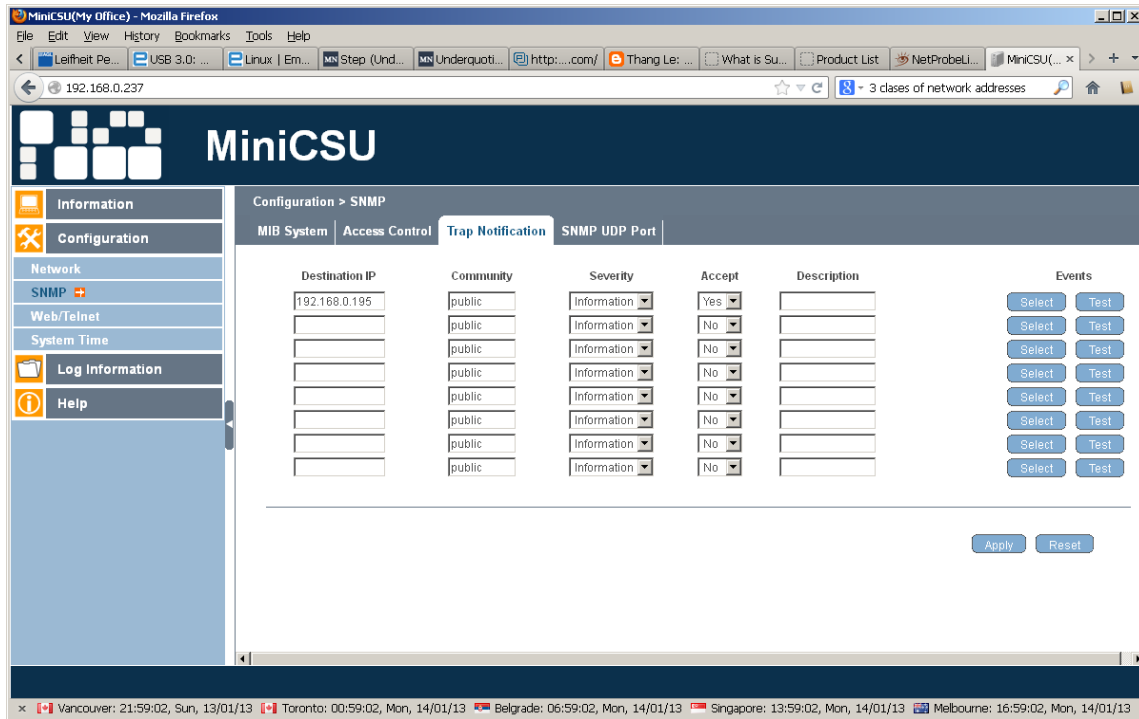 MiniCSU(My Office) - Mozilla Firefox
File Edit View History Bookmarks Tools Help
Leifheit Pe... USB 3.0: ... Linux | Em... MN Step (Und... MN Underquoti... http:....com/ Thang Le: ... What is Su... Product List NetProbeLi... MiniCSU(...
192.168.0.237 8 3 clases of network addresses
MiniCSU
Information
Configuration
Network
SNMP
Web/Telnet
System Time
Log Information
Help
Configuration > SNMP
MIB System Access Control Trap Notification SNMP UDP Port
Destination IP Community Severity Accept Description Events
192.168.0.195 public Information Yes Select Test
public Information No Select Test
public Information No Select Test
public Information No Select Test
public Information No Select Test
public Information No Select Test
public Information No Select Test
public Information No Select Test
Apply Reset
x Vancouver: 21:59:02, Sun, 13/01/13 Toronto: 00:59:02, Mon, 14/01/13 Belgrade: 06:59:02, Mon, 14/01/13 Singapore: 13:59:02, Mon, 14/01/13 Melbourne: 16:59:02, Mon, 14/01/13